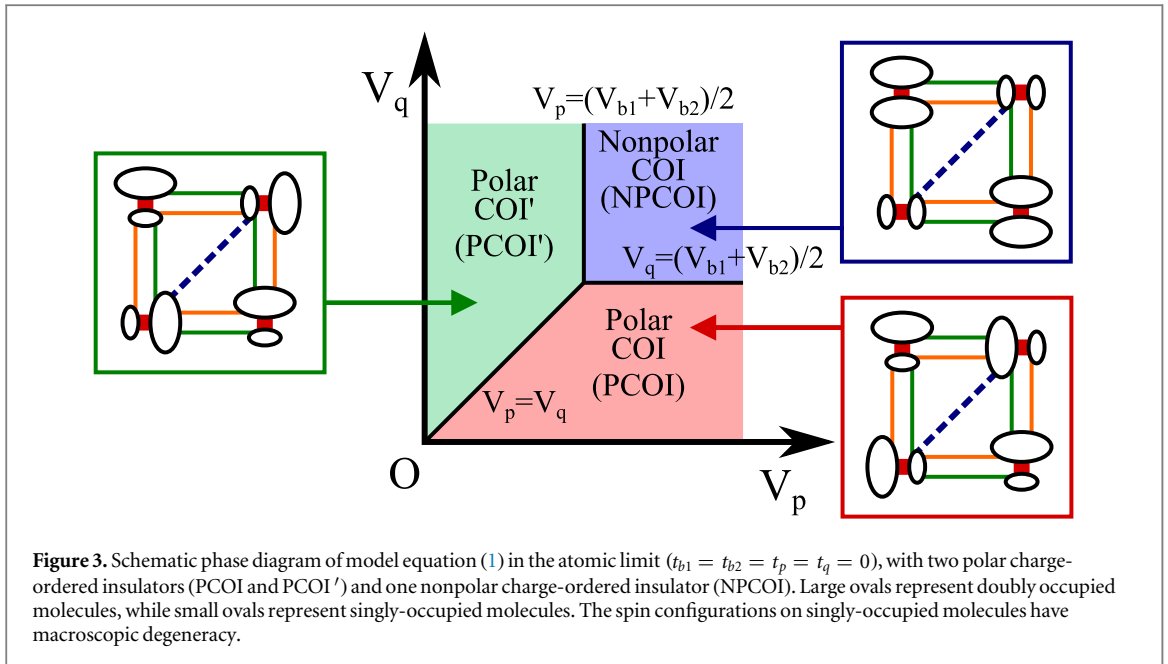 V_q
V_p=(V_b1+V_b2)/2
Nonpolar
COI
(NPCOI)
Polar
COI'
(PCOI')
V_q=(V_b1+V_b2)/2
Polar
COI
(PCOI)
V_p=V_q
O
V_p
Figure 3. Schematic phase diagram of model equation (1) in the atomic limit (t_b1 = t_b2 = t_p = t_q = 0), with two polar charge-
ordered insulators (PCOI and PCOI′) and one nonpolar charge-ordered insulator (NPCOI). Large ovals represent doubly occupied
molecules, while small ovals represent singly-occupied molecules. The spin configurations on singly-occupied molecules have
macroscopic degeneracy.